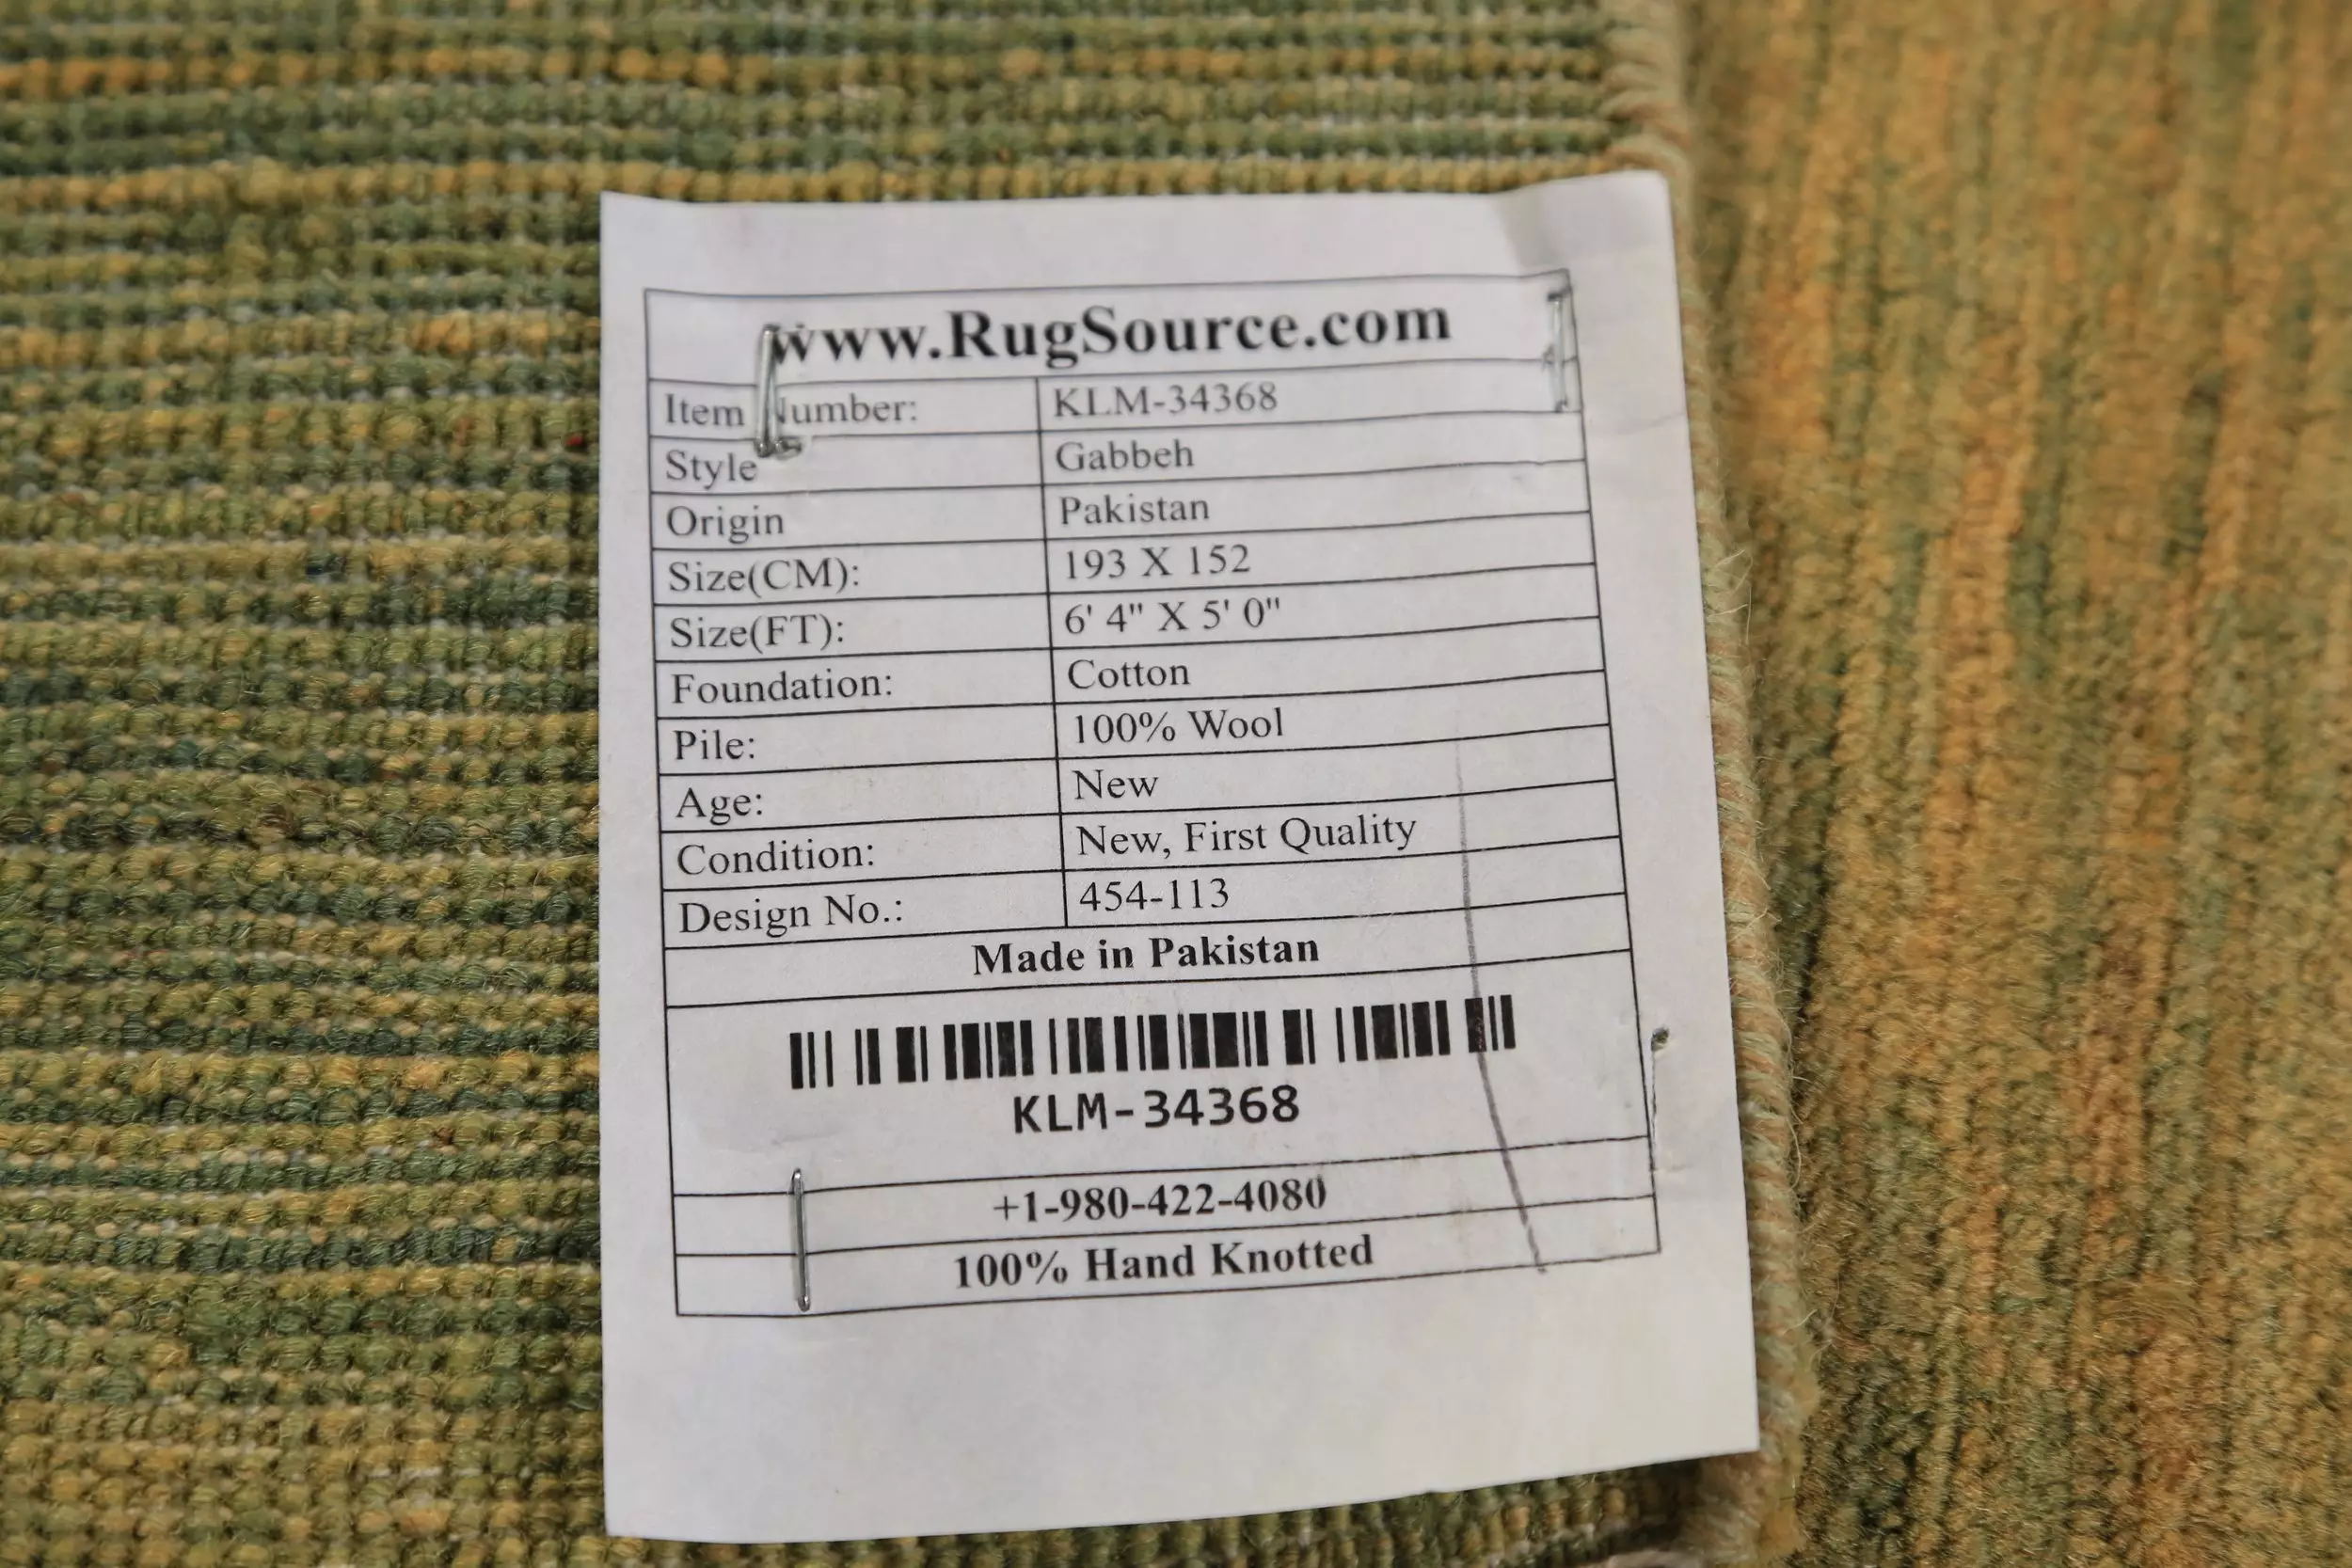 www.RugSource.com
Item Number: KLM-34368
Style Gabbeh
Origin Pakistan
Size(CM): 193 X 152
Size(FT): 6' 4" X 5' 0"
Foundation: Cotton
Pile: 100% Wool
Age: New
Condition: New, First Quality
Design No.: 454-113
Made in Pakistan
KLM-34368
+1-980-422-4080
100% Hand Knotted